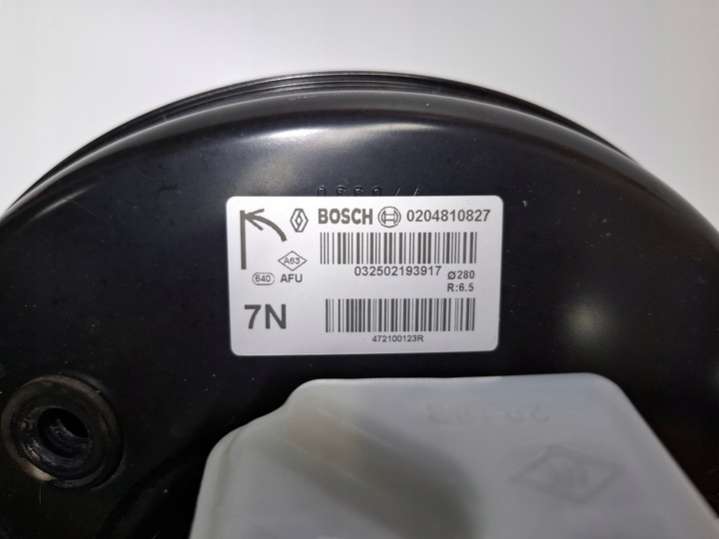 BOSCH 0204810827
A63
032502193917
640 AFU
Ø280
R:6.5
7N
472100123R